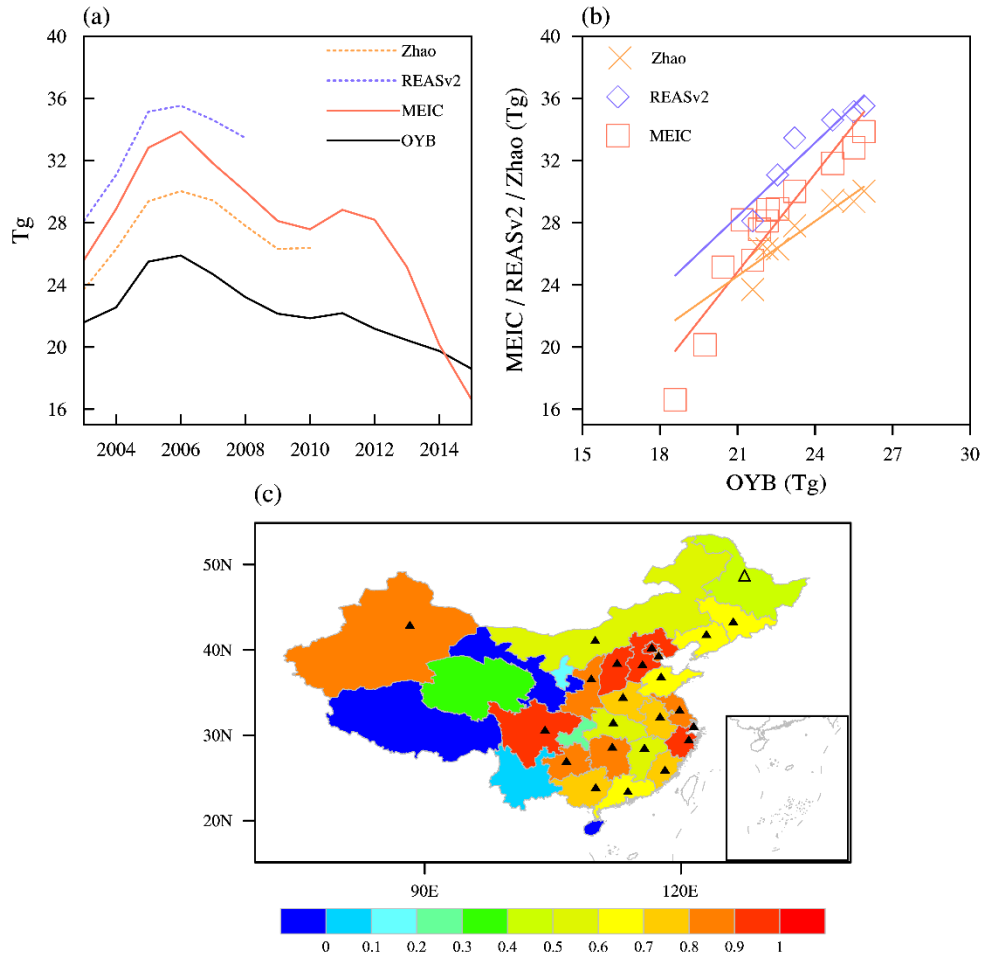 (a)
Tg
40
36
32
28
24
20
16
2004 2006 2008 2010 2012 2014
Zhao
REASv2
MEIC
OYB
(b)
MEIC / REASv2 / Zhao (Tg)
40
36
32
28
24
20
16
15 18 21 24 27 30
OYB (Tg)
Zhao
REASv2
MEIC
(c)
50N
40N
30N
20N
90E 120E
0 0.1 0.2 0.3 0.4 0.5 0.6 0.7 0.8 0.9 1